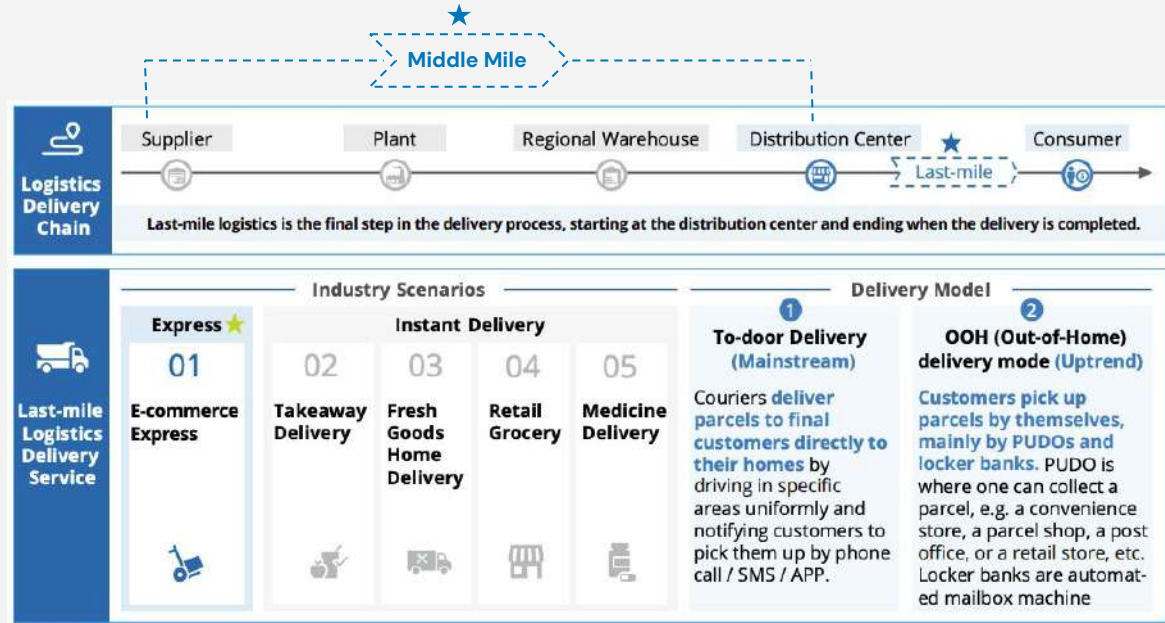 Middle Mile
Logistics
Delivery
Chain
Supplier
Plant
Regional Warehouse
Distribution Center
Last-mile
Consumer
Last-mile logistics is the final step in the delivery process, starting at the distribution center and ending when the delivery is completed.
Last-mile
Logistics
Delivery
Service
Industry Scenarios
Express
01
E-commerce
Express
Instant Delivery
02
Takeaway
Delivery
03
Fresh
Goods
Home
Delivery
04
Retail
Grocery
05
Medicine
Delivery
Delivery Model
1
To-door Delivery
(Mainstream)
Couriers deliver
parcels to final
customers directly to
their homes by
driving in specific
areas uniformly and
notifying customers to
pick them up by phone
call / SMS / APP.
2
OOH (Out-of-Home)
delivery mode (Uptrend)
Customers pick up
parcels by themselves,
mainly by PUDOs and
locker banks. PUDO is
where one can collect a
parcel, e.g. a convenience
store, a parcel shop, a post
office, or a retail store, etc.
Locker banks are automat-
ed mailbox machine